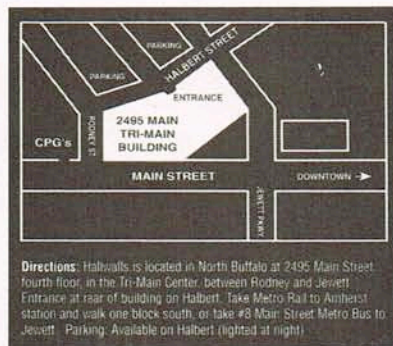 PARKING
PARKING
HALBERT STREET
ENTRANCE
2495 MAIN
TRI-MAIN
BUILDING
RODNEY ST.
CPG's
MAIN STREET
DOWNTOWN
JEWETT PKWY
Directions: Hallwalls is located in North Buffalo at 2495 Main Street,
fourth floor, in the Tri-Main Center, between Rodney and Jewett
Entrance at rear of building on Halbert. Take Metro Rail to Amherst
station and walk one block south, or take #8 Main Street Metro Bus to
Jewett. Parking: Available on Halbert (lighted at night)